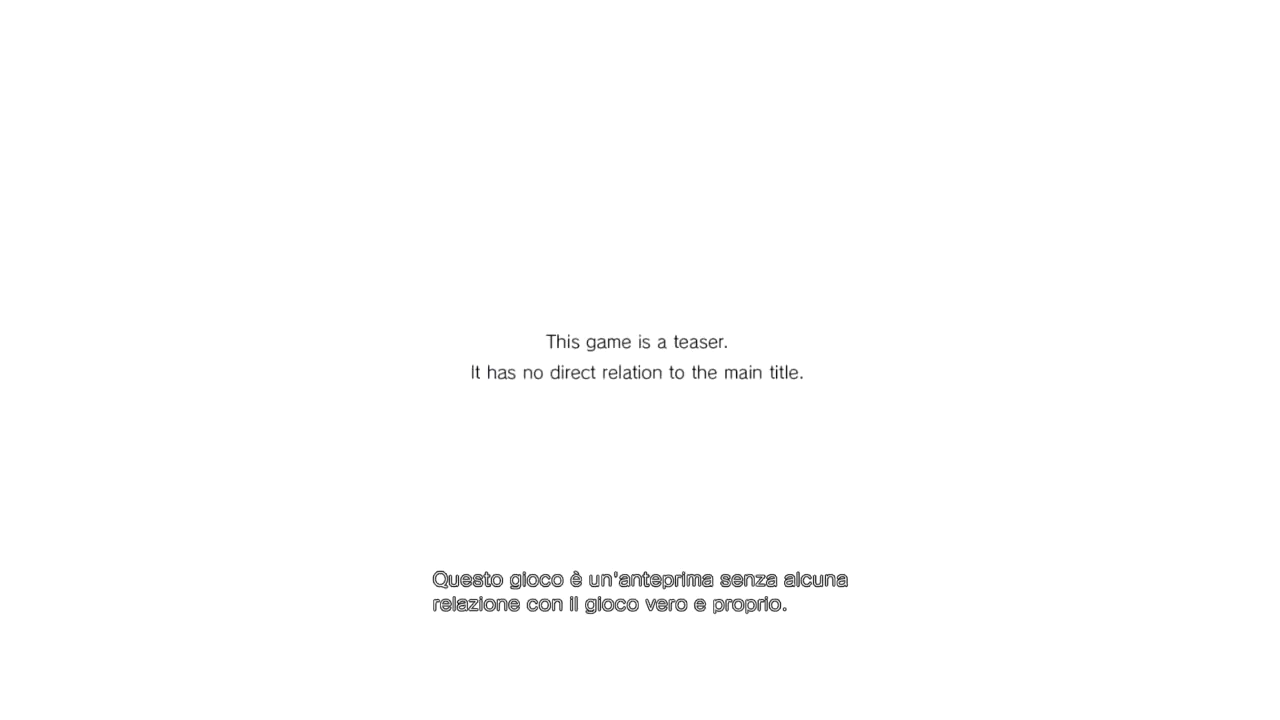 This game is a teaser.
It has no direct relation to the main title.
Questo gioco è un'anteprima senza alcuna
relazione con il gioco vero e proprio.